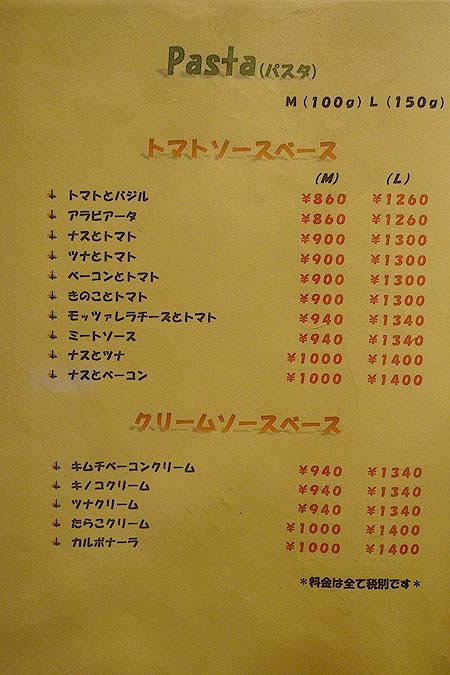 Pasta(パスタ)
M(100g) L(150g)
トマトソースベース
(M) (L)
トマトとバジル ¥860 ¥1260
アラビアータ ¥860 ¥1260
ナスとトマト ¥900 ¥1300
ツナとトマト ¥900 ¥1300
ベーコンとトマト ¥900 ¥1300
きのことトマト ¥900 ¥1300
モッツァレラチーズとトマト ¥940 ¥1340
ミートソース ¥940 ¥1340
ナスとツナ ¥1000 ¥1400
ナスとベーコン ¥1000 ¥1400
クリームソースベース
キムチベーコンクリーム ¥940 ¥1340
キノコクリーム ¥940 ¥1340
ツナクリーム ¥940 ¥1340
たらこクリーム ¥1000 ¥1400
カルボナーラ ¥1000 ¥1400
*料金は全て税別です*